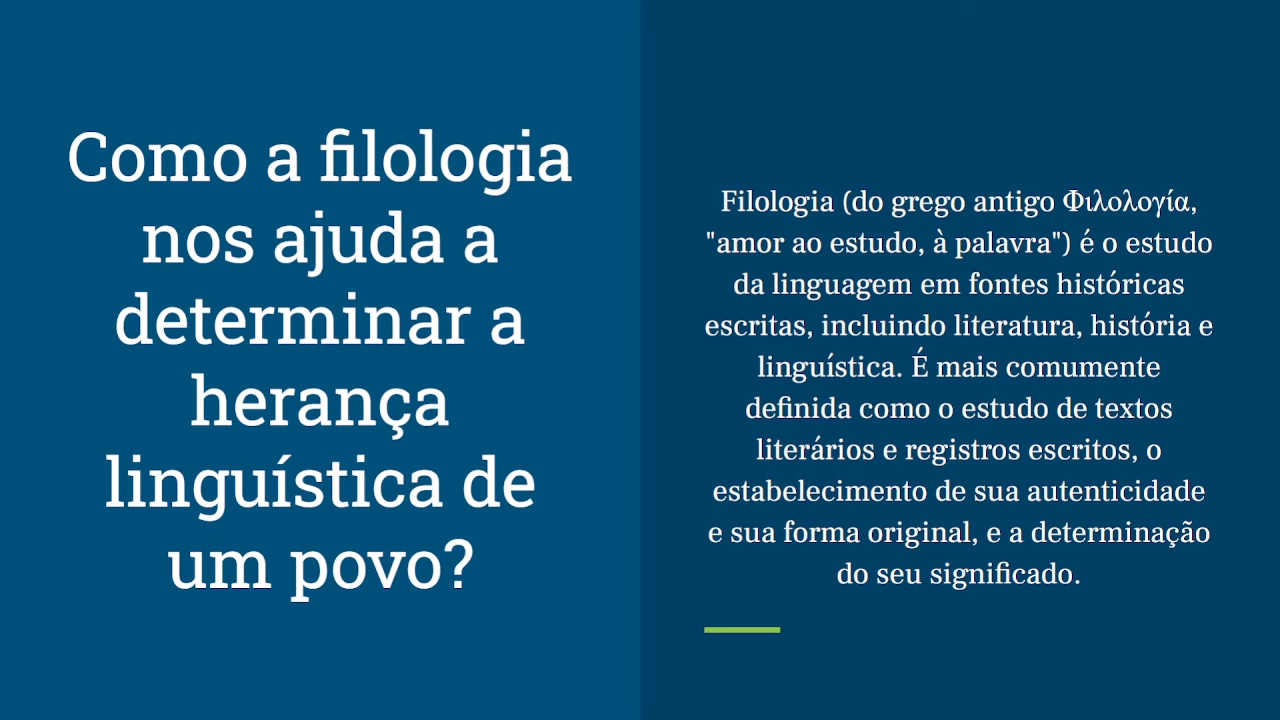 Como a filologia
nos ajuda a
determinar a
herança
linguística de
um povo?
Filologia (do grego antigo Φιλολογία,
"amor ao estudo, à palavra") é o estudo
da linguagem em fontes históricas
escritas, incluindo literatura, história e
linguística. É mais comumente
definida como o estudo de textos
literários e registros escritos, o
estabelecimento de sua autenticidade
e sua forma original, e a determinação
do seu significado.